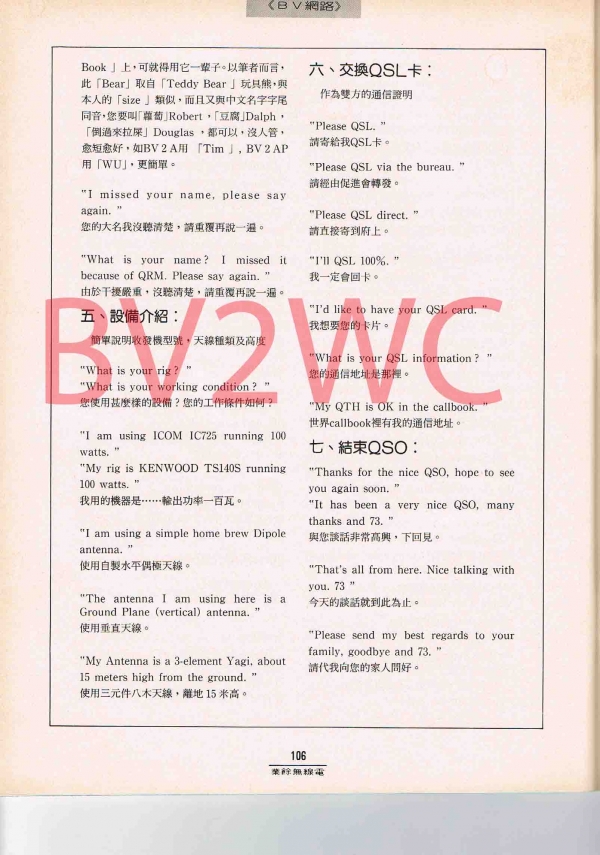 《BV網路》
Book 」上，可就得用它一輩子。以筆者而言，
此「Bear」取自「Teddy Bear 」玩具熊，與
本人的「size 」類似，而且又與中文名字字尾
同音，您要叫「蘿蔔」Robert ，「豆腐」Dalph ，
「倒過來拉屎」Douglas ，都可以，沒人管，
愈短愈好，如BV２A用 「Tim 」, BV２AP
用「WU」，更簡單。
"I missed your name, please say
again. "
您的大名我沒聽清楚，請重覆再說一遍。
"What is your name? I missed it
because of QRM. Please say again. "
由於干擾嚴重，沒聽清楚，請重覆再說一遍。
五、設備介紹：
簡單說明收發機型號，天線種類及高度
"What is your rig? "
"What is your working condition? "
您使用甚麼樣的設備？您的工作條件如何？
"I am using ICOM IC725 running 100
watts. "
"My rig is KENWOOD TS140S running
100 watts. "
我用的機器是……輸出功率一百瓦。
"I am using a simple home brew Dipole
antenna. "
使用自製水平偶極天線。
"The antenna I am using here is a
Ground Plane (vertical) antenna. "
使用垂直天線。
"My Antenna is a 3-element Yagi, about
15 meters high from the ground. "
使用三元件八木天線，離地 15 米高。
六、交換QSL卡：
作為雙方的通信證明
"Please QSL. "
請寄給我QSL卡。
"Please QSL via the bureau. "
請經由促進會轉發。
"Please QSL direct. "
請直接寄到府上。
"I'll QSL 100%. "
我一定會回卡。
"I'd like to have your QSL card. "
我想要您的卡片。
"What is your QSL information? "
您的通信地址是那裡。
"My QTH is OK in the callbook. "
世界callbook裡有我的通信地址。
七、結束QSO：
"Thanks for the nice QSO, hope to see
you again soon. "
"It has been a very nice QSO, many
thanks and 73. "
與您談話非常高興，下回見。
"That's all from here. Nice talking with
you. 73 "
今天的談話就到此為止。
"Please send my best regards to your
family, goodbye and 73. "
請代我向您的家人問好。
BV2WC
106
業餘無線電